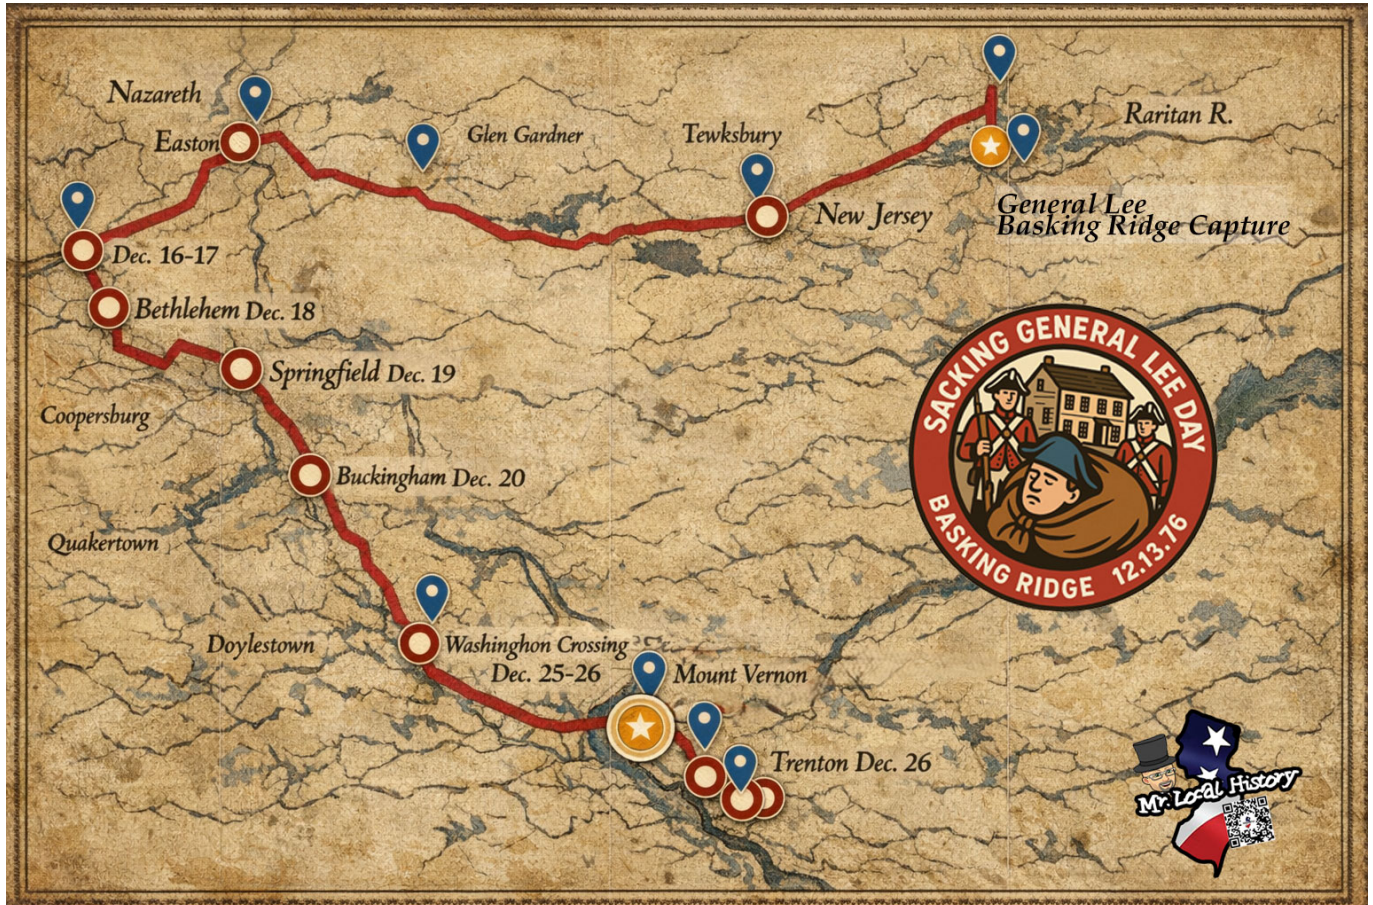 Nazareth
Easton
Glen Gardner
Tewksbury
Raritan R.
New Jersey
General Lee
Basking Ridge Capture
Dec. 16-17
Bethlehem Dec. 18
Springfield Dec. 19
Coopersburg
Buckingham Dec. 20
Quakertown
SACKING GENERAL LEE DAY
BASKING RIDGE 12.13.76
Doylestown
Washinghon Crossing
Dec. 25-26
Mount Vernon
Trenton Dec. 26
Mr. Local History